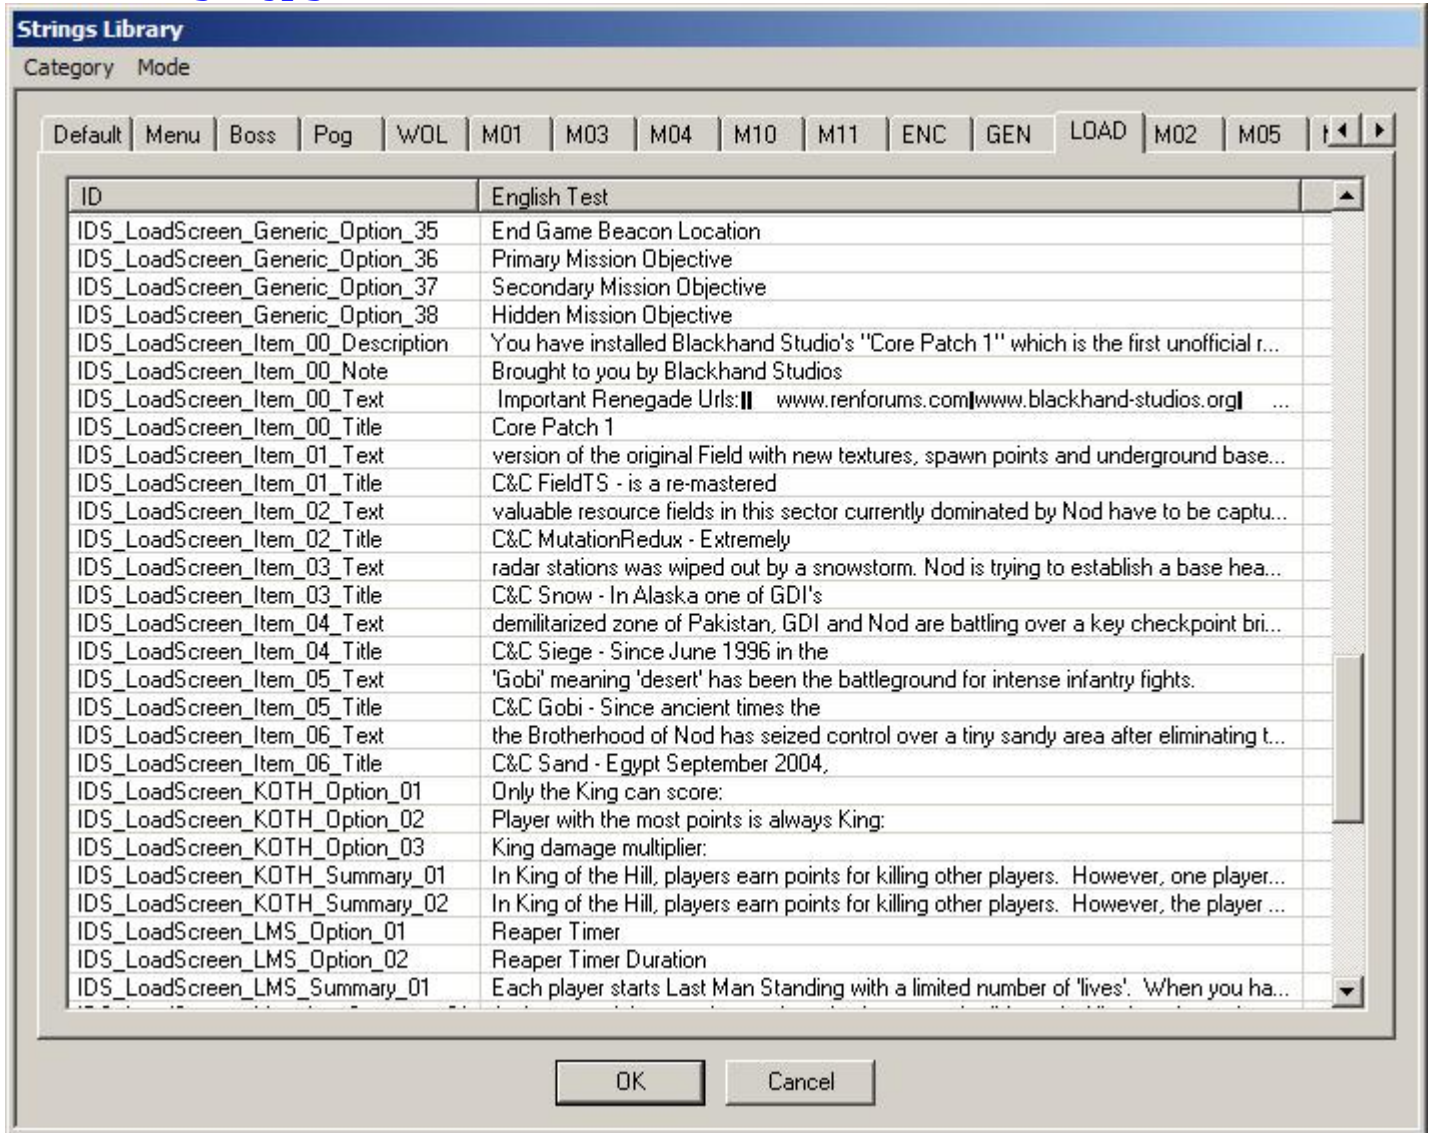 Strings Library
Category Mode
Default Menu Boss Pog WOL M01 M03 M04 M10 M11 ENC GEN LOAD M02 M05
ID English Test
IDS_LoadScreen_Generic_Option_35 End Game Beacon Location
IDS_LoadScreen_Generic_Option_36 Primary Mission Objective
IDS_LoadScreen_Generic_Option_37 Secondary Mission Objective
IDS_LoadScreen_Generic_Option_38 Hidden Mission Objective
IDS_LoadScreen_Item_00_Description You have installed Blackhand Studio's "Core Patch 1" which is the first unofficial r...
IDS_LoadScreen_Item_00_Note Brought to you by Blackhand Studios
IDS_LoadScreen_Item_00_Text Important Renegade Urls:|| www.renforums.com|www.blackhand-studios.org| ...
IDS_LoadScreen_Item_00_Title Core Patch 1
IDS_LoadScreen_Item_01_Text version of the original Field with new textures, spawn points and underground base...
IDS_LoadScreen_Item_01_Title C&C FieldTS - is a re-mastered
IDS_LoadScreen_Item_02_Text valuable resource fields in this sector currently dominated by Nod have to be captu...
IDS_LoadScreen_Item_02_Title C&C MutationRedux - Extremely
IDS_LoadScreen_Item_03_Text radar stations was wiped out by a snowstorm. Nod is trying to establish a base hea...
IDS_LoadScreen_Item_03_Title C&C Snow - In Alaska one of GDI's
IDS_LoadScreen_Item_04_Text demilitarized zone of Pakistan, GDI and Nod are battling over a key checkpoint bri...
IDS_LoadScreen_Item_04_Title C&C Siege - Since June 1996 in the
IDS_LoadScreen_Item_05_Text 'Gobi' meaning 'desert' has been the battleground for intense infantry fights.
IDS_LoadScreen_Item_05_Title C&C Gobi - Since ancient times the
IDS_LoadScreen_Item_06_Text the Brotherhood of Nod has seized control over a tiny sandy area after eliminating t...
IDS_LoadScreen_Item_06_Title C&C Sand - Egypt September 2004,
IDS_LoadScreen_KOTH_Option_01 Only the King can score:
IDS_LoadScreen_KOTH_Option_02 Player with the most points is always King:
IDS_LoadScreen_KOTH_Option_03 King damage multiplier:
IDS_LoadScreen_KOTH_Summary_01 In King of the Hill, players earn points for killing other players.  However, one player...
IDS_LoadScreen_KOTH_Summary_02 In King of the Hill, players earn points for killing other players.  However, the player ...
IDS_LoadScreen_LMS_Option_01 Reaper Timer
IDS_LoadScreen_LMS_Option_02 Reaper Timer Duration
IDS_LoadScreen_LMS_Summary_01 Each player starts Last Man Standing with a limited number of 'lives'.  When you ha...
OK Cancel